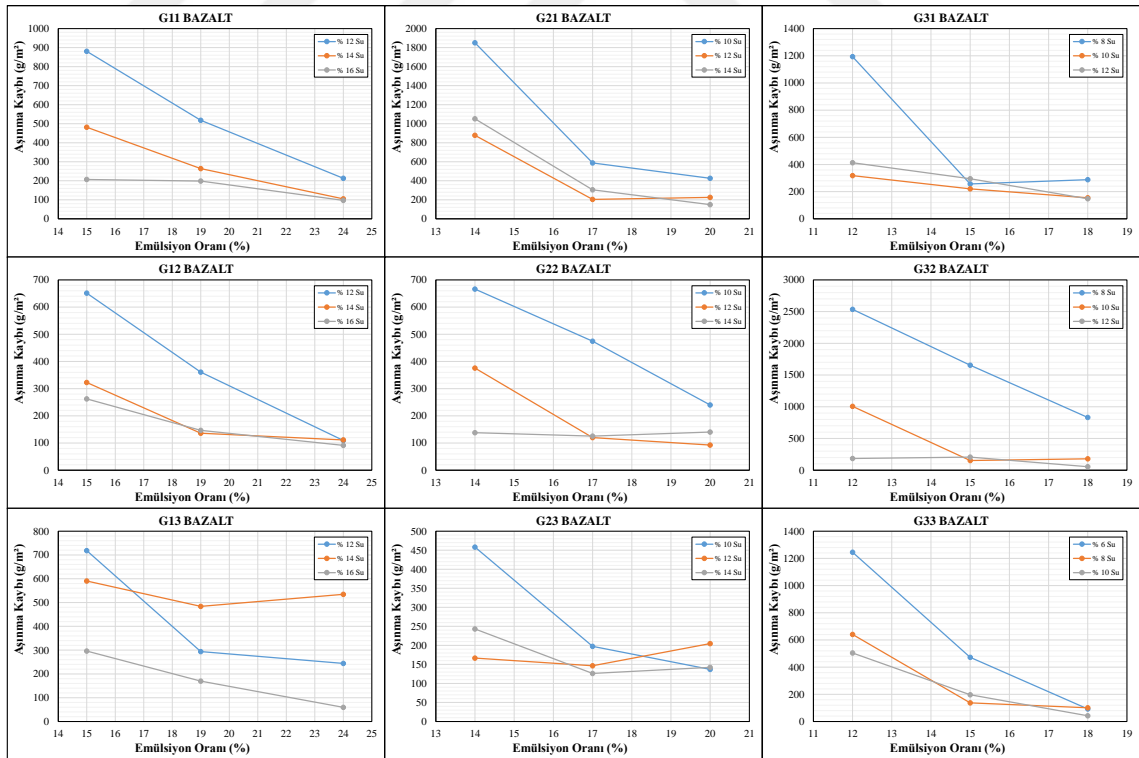 G11 BAZALT
Aşınma Kaybı (g/m²)
1000
900
800
700
600
500
400
300
200
100
0
% 12 Su
% 14 Su
% 16 Su
14 15 16 17 18 19 20 21 22 23 24 25
Emülsiyon Oranı (%)
G21 BAZALT
Aşınma Kaybı (g/m²)
2000
1800
1600
1400
1200
1000
800
600
400
200
0
% 10 Su
% 12 Su
% 14 Su
13 14 15 16 17 18 19 20 21
Emülsiyon Oranı (%)
G31 BAZALT
Aşınma Kaybı (g/m²)
1400
1200
1000
800
600
400
200
0
% 8 Su
% 10 Su
% 12 Su
11 12 13 14 15 16 17 18 19
Emülsiyon Oranı (%)
G12 BAZALT
Aşınma Kaybı (g/m²)
700
600
500
400
300
200
100
0
% 12 Su
% 14 Su
% 16 Su
14 15 16 17 18 19 20 21 22 23 24 25
Emülsiyon Oranı (%)
G22 BAZALT
Aşınma Kaybı (g/m²)
700
600
500
400
300
200
100
0
% 10 Su
% 12 Su
% 14 Su
13 14 15 16 17 18 19 20 21
Emülsiyon Oranı (%)
G32 BAZALT
Aşınma Kaybı (g/m²)
3000
2500
2000
1500
1000
500
0
% 8 Su
% 10 Su
% 12 Su
11 12 13 14 15 16 17 18 19
Emülsiyon Oranı (%)
G13 BAZALT
Aşınma Kaybı (g/m²)
800
700
600
500
400
300
200
100
0
% 12 Su
% 14 Su
% 16 Su
14 15 16 17 18 19 20 21 22 23 24 25
Emülsiyon Oranı (%)
G23 BAZALT
Aşınma Kaybı (g/m²)
500
450
400
350
300
250
200
150
100
50
0
% 10 Su
% 12 Su
% 14 Su
13 14 15 16 17 18 19 20 21
Emülsiyon Oranı (%)
G33 BAZALT
Aşınma Kaybı (g/m²)
1400
1200
1000
800
600
400
200
0
% 6 Su
% 8 Su
% 10 Su
11 12 13 14 15 16 17 18 19
Emülsiyon Oranı (%)